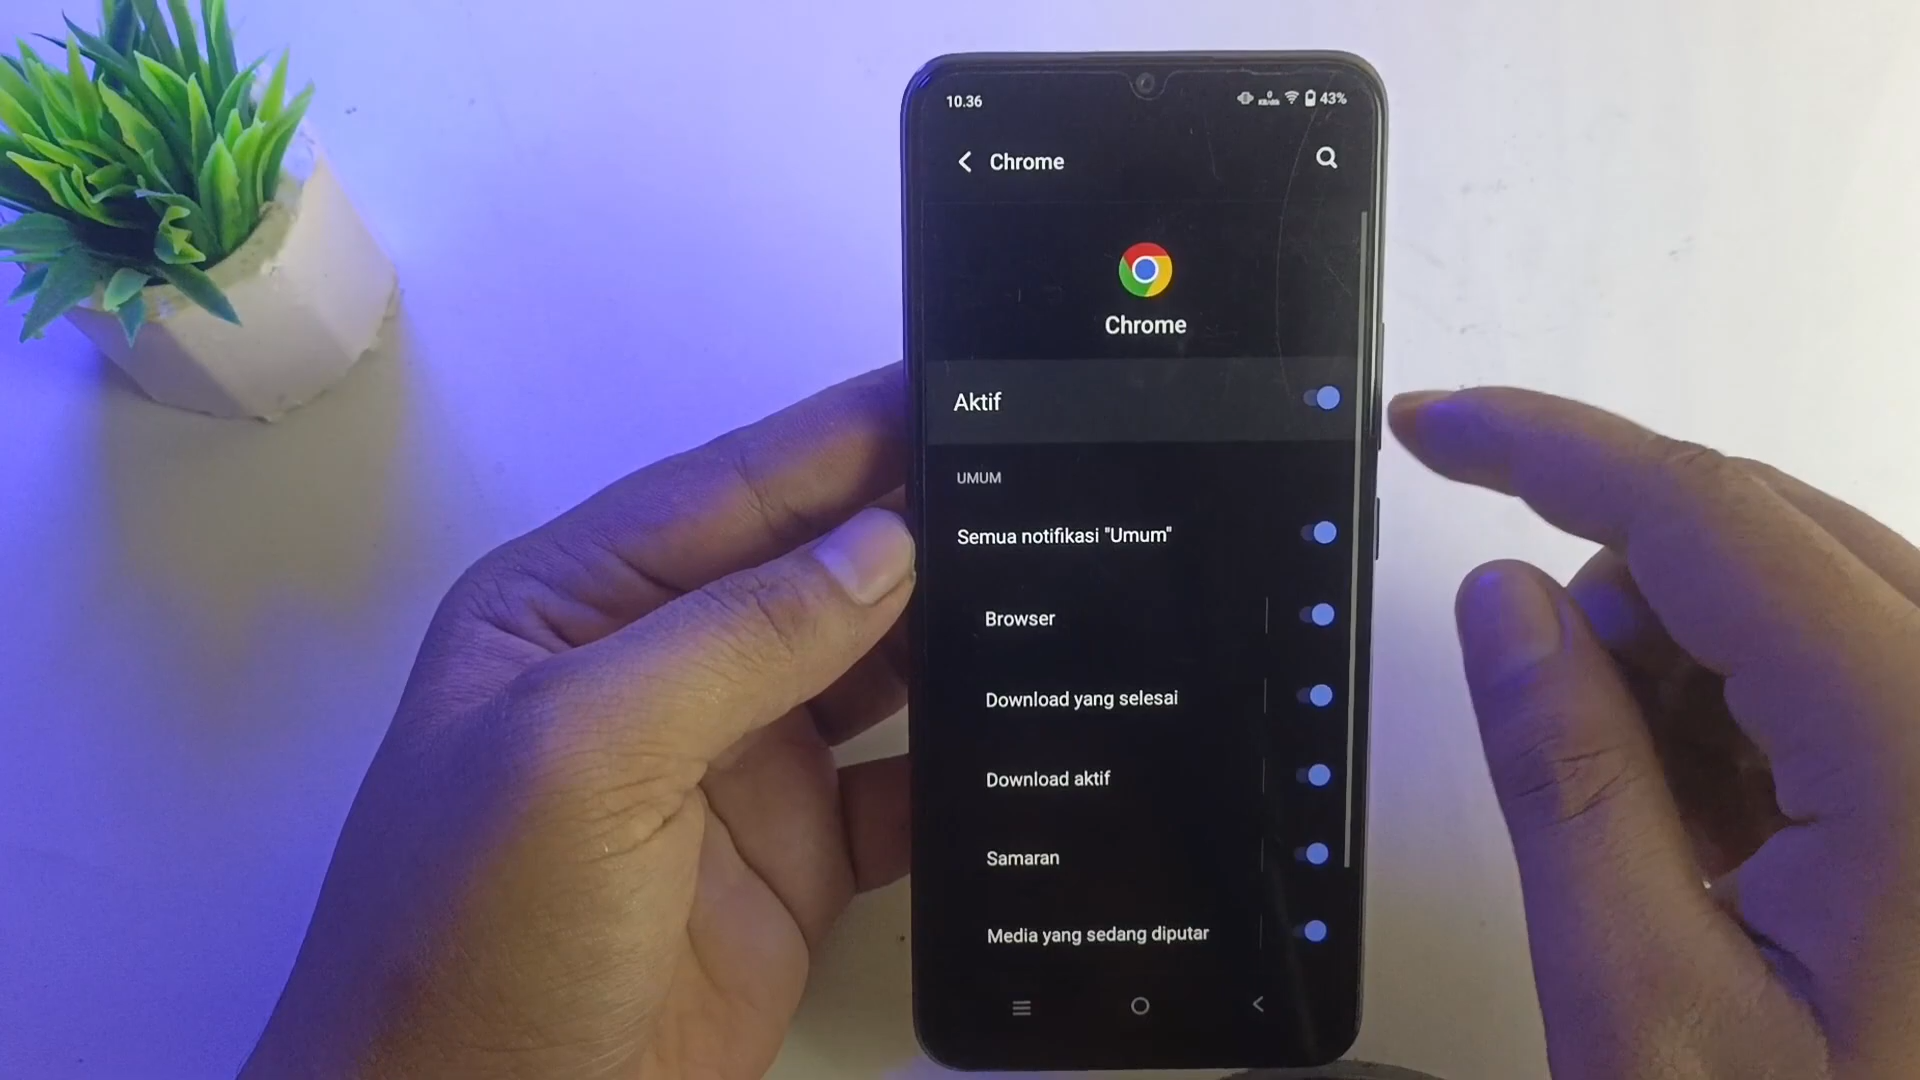 10.36
43%
Chrome
Chrome
Aktif
UMUM
Semua notifikasi "Umum"
Browser
Download yang selesai
Download aktif
Samaran
Media yang sedang diputar